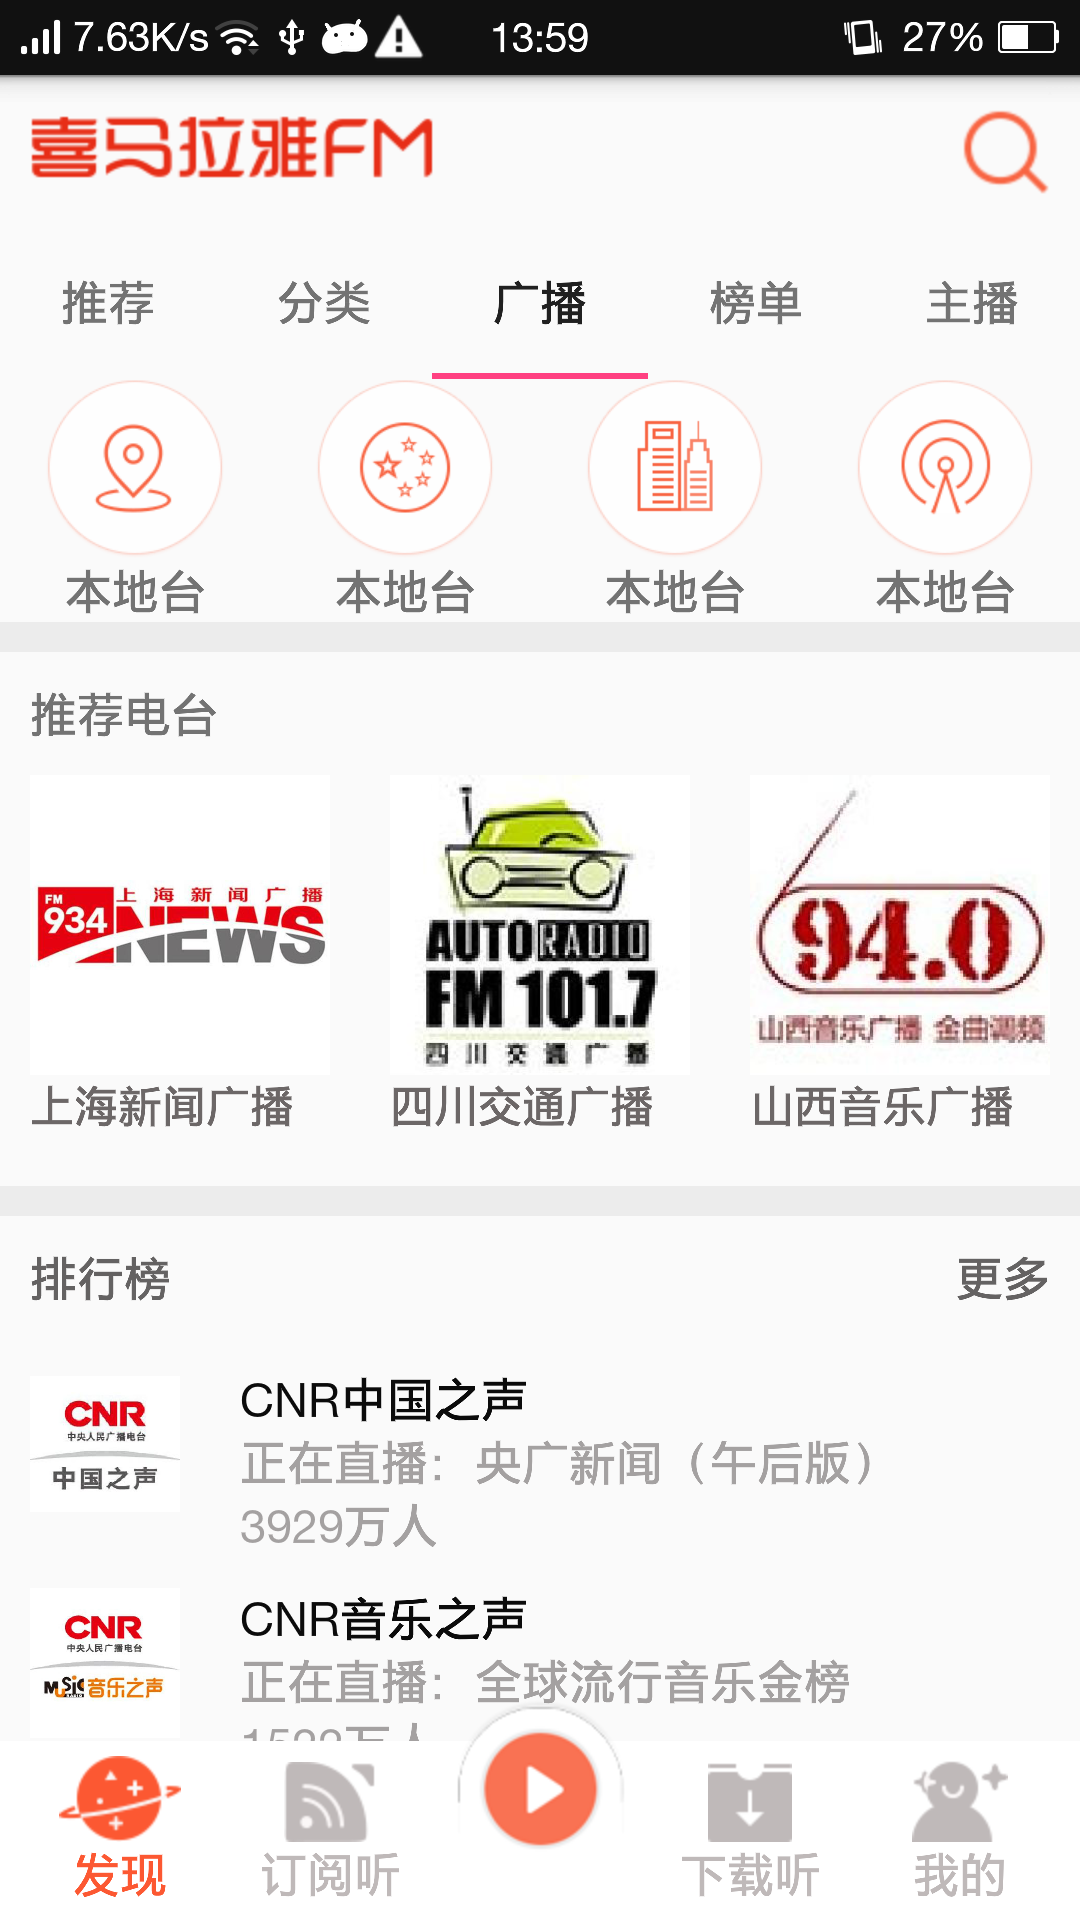 7.63K/s 13:59 27%
喜马拉雅FM
推荐 分类 广播 榜单 主播
本地台 本地台 本地台 本地台
推荐电台
FM 93.4 上海新闻广播 NEWS
AUTO RADIO
FM 101.7
四川交通广播
94.0
山西音乐广播 金曲调频
上海新闻广播 四川交通广播 山西音乐广播
排行榜 更多
CNR
中央人民广播电台
中国之声
CNR中国之声
正在直播：央广新闻（午后版）
3929万人
CNR
中央人民广播电台
MUSIC RADIO 音乐之声
CNR音乐之声
正在直播：全球流行音乐金榜
发现 订阅听 下载听 我的